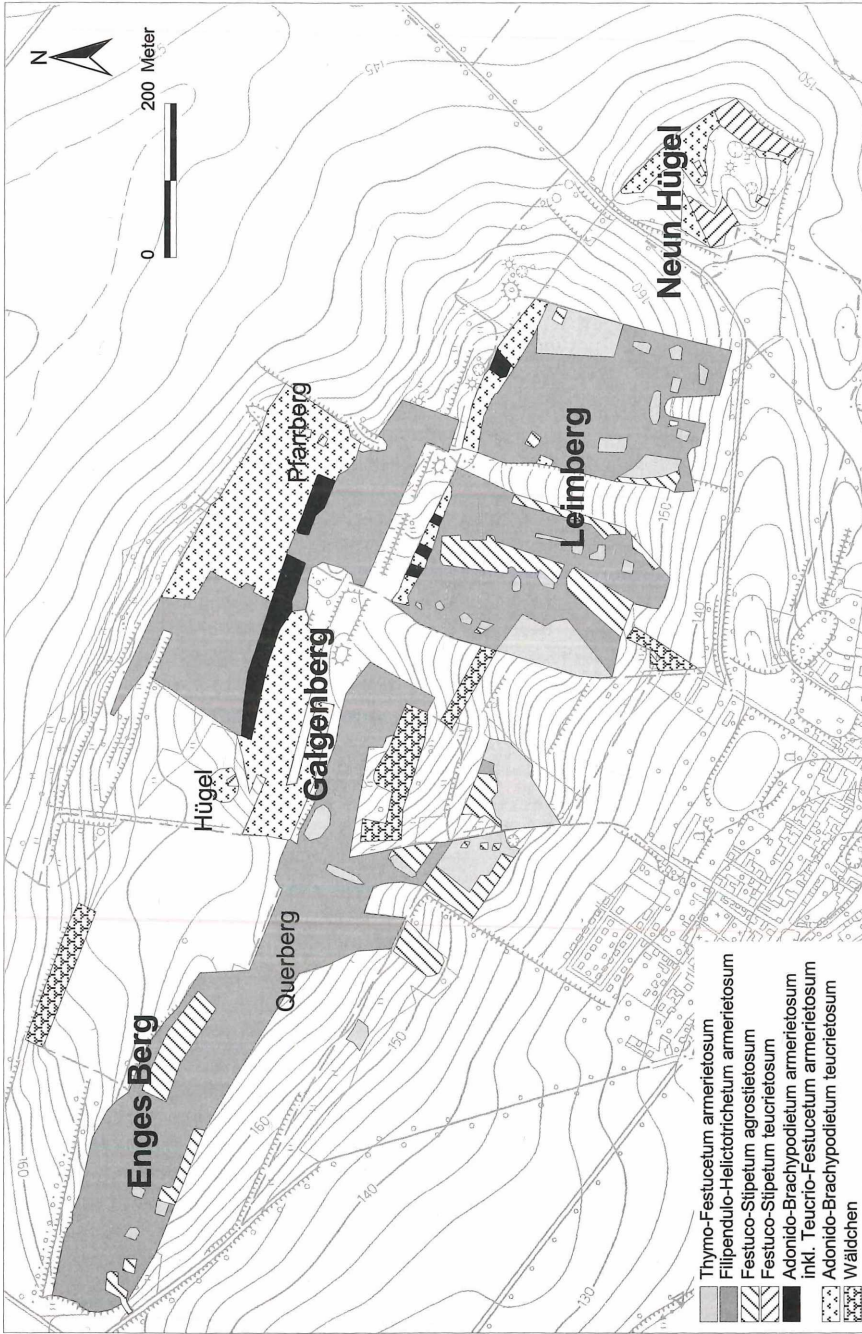 N
0 200 Meter
145
Pfarrberg
Hügel
Galgenberg
Enges Berg
Querberg
Leimberg
Neun Hügel
150
160
160
140
150
160
140
130
160
Thymo-Festucetum armerietosum
Filipendulo-Helictotrichetum armerietosum
Festuco-Stipetum agrostietosum
Festuco-Stipetum teucrietosum
Adonido-Brachypodietum armerietosum
inkl. Teucrio-Festucetum armerietosum
Adonido-Brachypodietum teucrietosum
Wäldchen